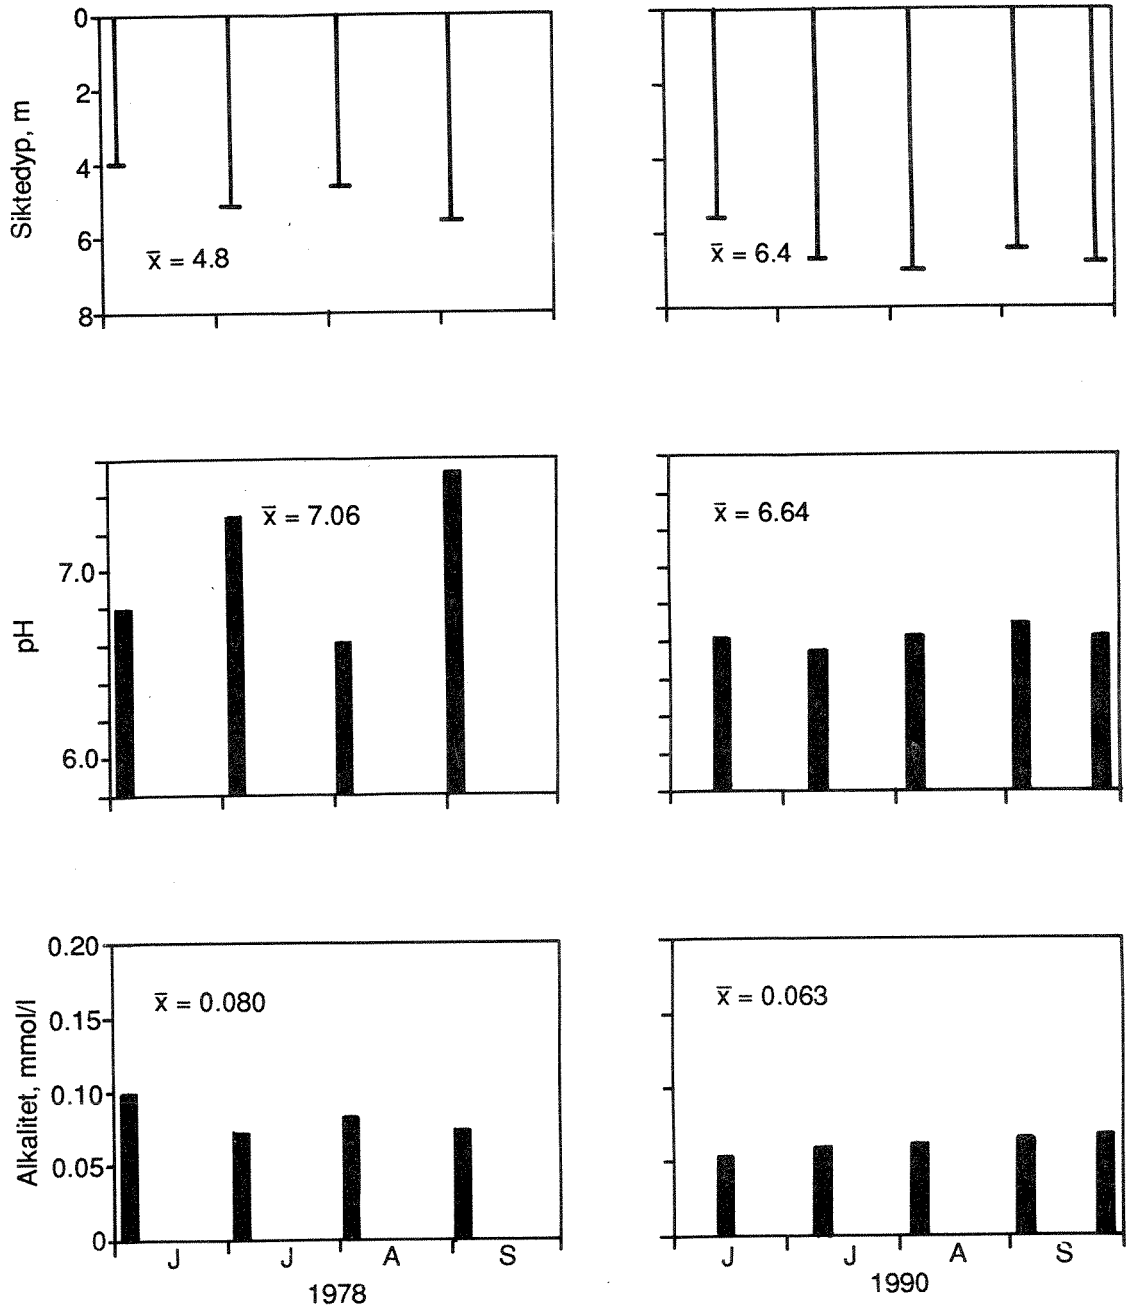 0
2
4
6
8
Siktedyp, m
x̄ = 4.8
x̄ = 6.4
7.0
6.0
pH
x̄ = 7.06
x̄ = 6.64
0.20
0.15
0.10
0.05
0
Alkalitet, mmol/l
x̄ = 0.080
x̄ = 0.063
J J A S
1978
J J A S
1990